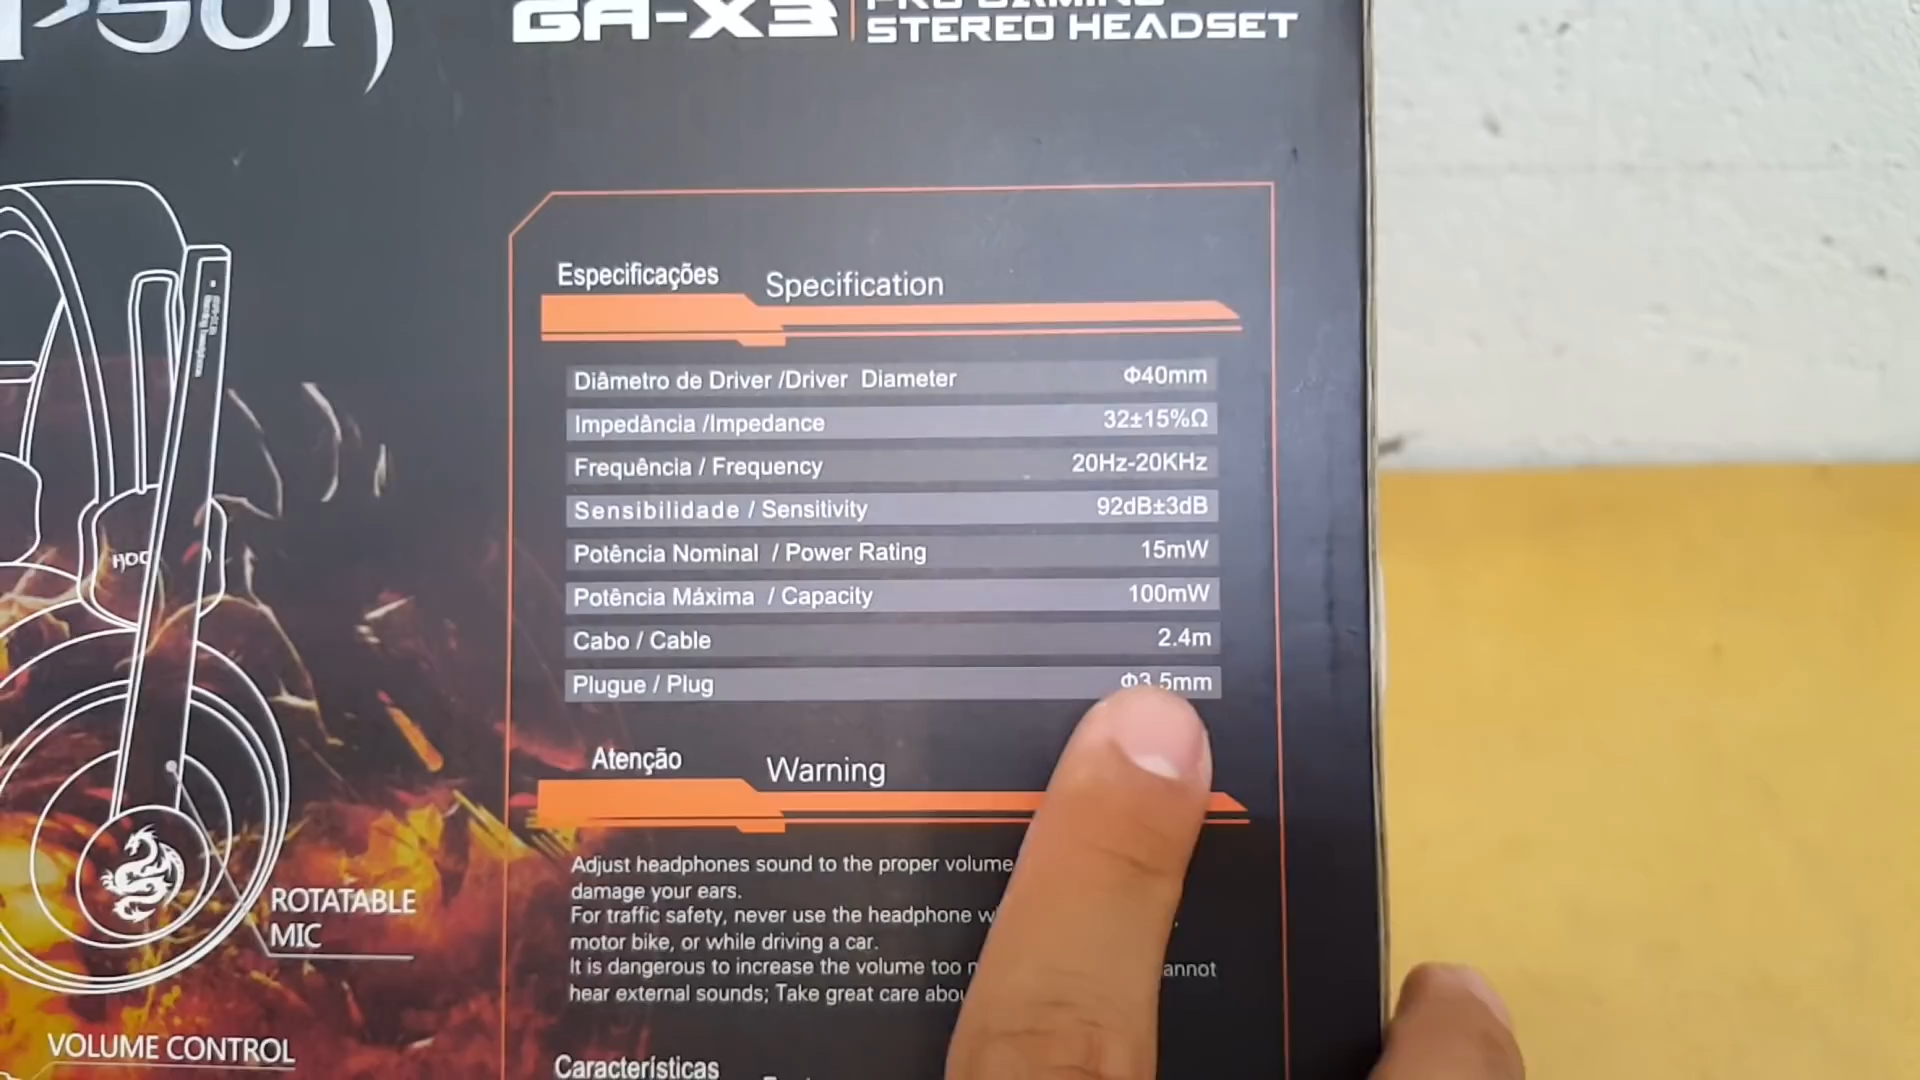 GA-X3
STEREO HEADSET
Especificações Specification
Diâmetro de Driver /Driver Diameter Φ40mm
Impedância /Impedance 32±15%Ω
Frequência / Frequency 20Hz-20KHz
Sensibilidade / Sensitivity 92dB±3dB
Potência Nominal / Power Rating 15mW
Potência Máxima / Capacity 100mW
Cabo / Cable 2.4m
Plugue / Plug Φ3.5mm
Atenção Warning
Adjust headphones sound to the proper volume
damage your ears.
For traffic safety, never use the headphone
motor bike, or while driving a car.
It is dangerous to increase the volume too
hear external sounds; Take great care
ROTATABLE
MIC
VOLUME CONTROL
Características